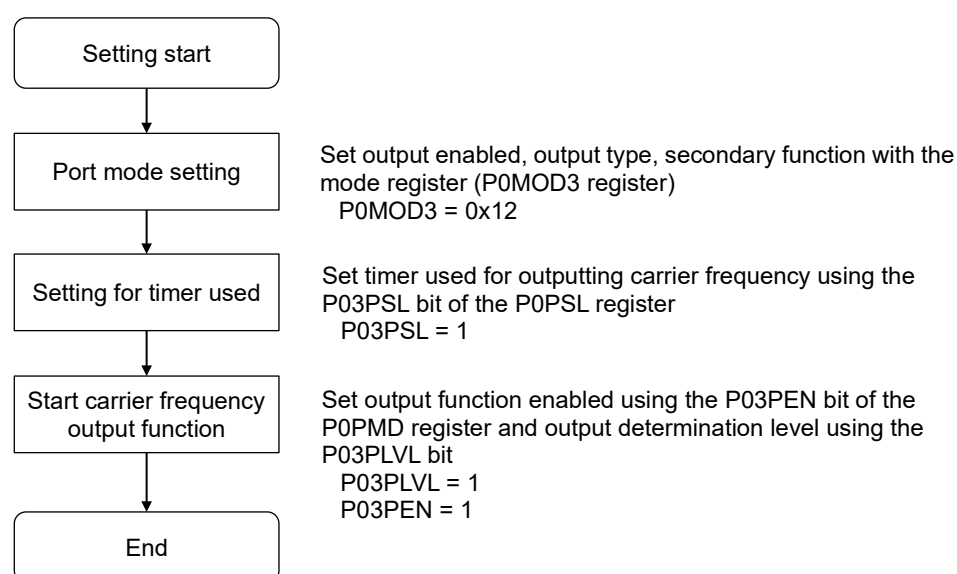 Setting start
Port mode setting
Set output enabled, output type, secondary function with the
mode register (P0MOD3 register)
P0MOD3 = 0x12
Setting for timer used
Set timer used for outputting carrier frequency using the
P03PSL bit of the P0PSL register
P03PSL = 1
Start carrier frequency
output function
Set output function enabled using the P03PEN bit of the
P0PMD register and output determination level using the
P03PLVL bit
P03PLVL = 1
P03PEN = 1
End